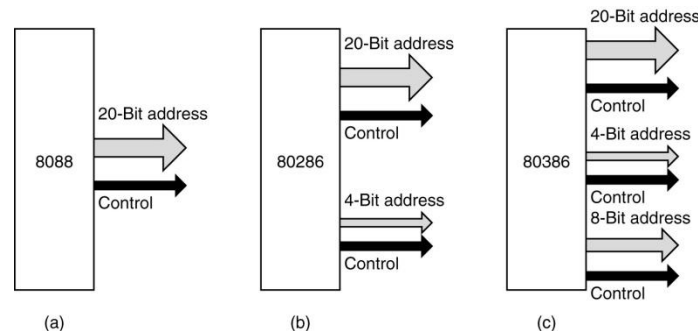 8088
20-Bit address
Control
(a)
80286
20-Bit address
Control
4-Bit address
Control
(b)
80386
20-Bit address
Control
4-Bit address
Control
8-Bit address
Control
(c)